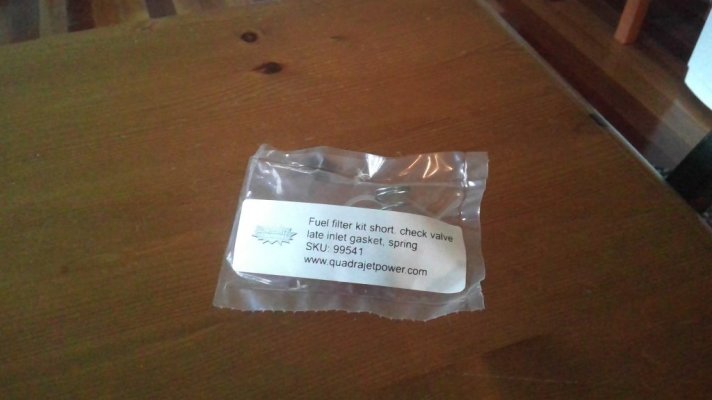 Fuel filter kit short, check valve
late inlet gasket, spring
SKU: 99541
www.quadrajetpower.com